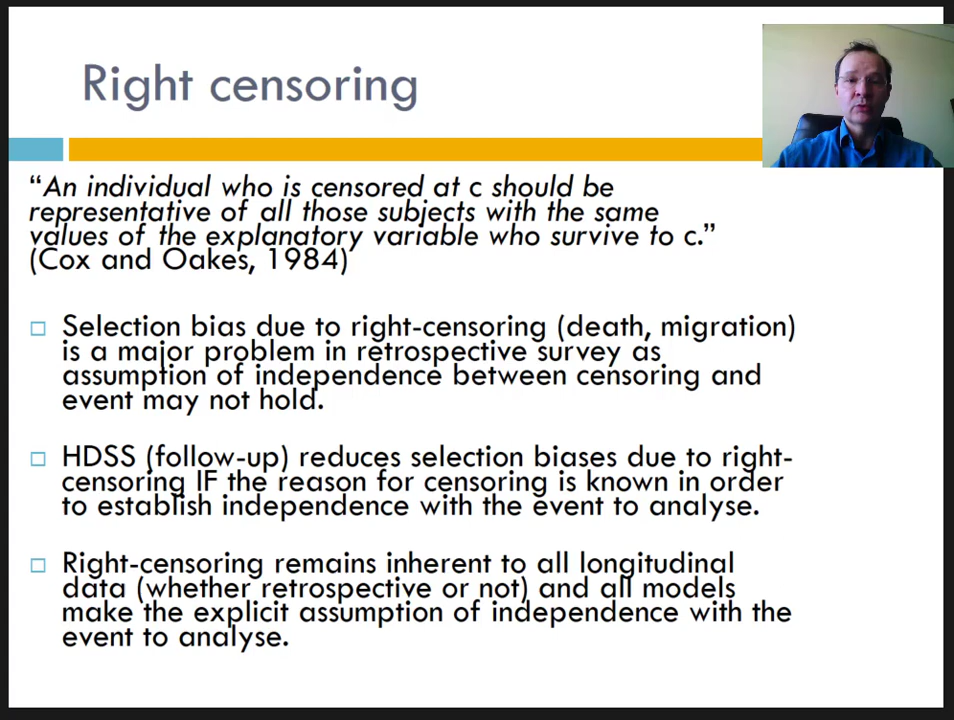 Right censoring
“An individual who is censored at c should be
representative of all those subjects with the same
values of the explanatory variable who survive to c.”
(Cox and Oakes, 1984)
Selection bias due to right-censoring (death, migration)
is a major problem in retrospective survey as
assumption of independence between censoring and
event may not hold.
HDSS (follow-up) reduces selection biases due to right-
censoring IF the reason for censoring is known in order
to establish independence with the event to analyse.
Right-censoring remains inherent to all longitudinal
data (whether retrospective or not) and all models
make the explicit assumption of independence with the
event to analyse.